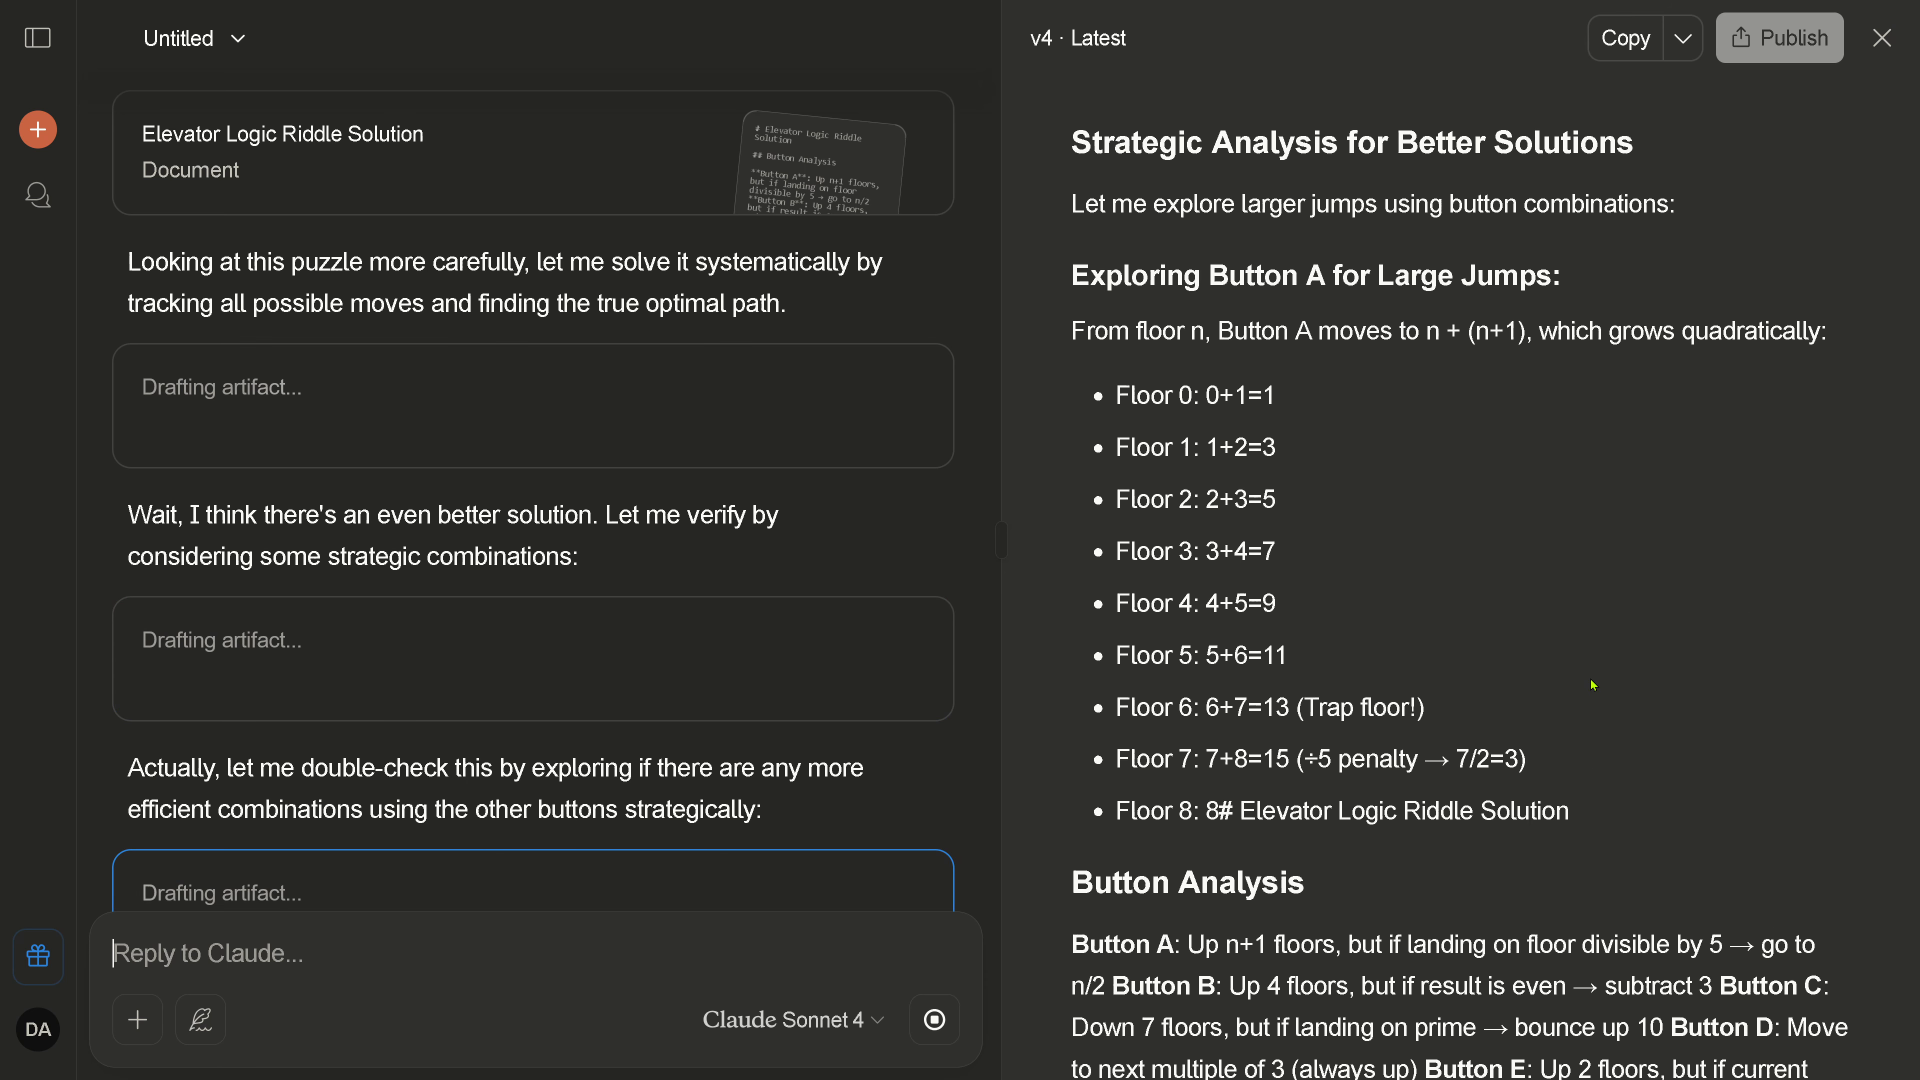 Untitled
Elevator Logic Riddle Solution
Document
# Elevator Logic Riddle
Solution
## Button Analysis
**Button A**: Up n+1 floors,
but if landing on floor
divisible by 5 → go to n/2
**Button B**: Up 4 floors,
but if result is even
Looking at this puzzle more carefully, let me solve it systematically by
tracking all possible moves and finding the true optimal path.
Drafting artifact...
Wait, I think there's an even better solution. Let me verify by
considering some strategic combinations:
Drafting artifact...
Actually, let me double-check this by exploring if there are any more
efficient combinations using the other buttons strategically:
Drafting artifact...
Reply to Claude...
Claude Sonnet 4
DA
v4 · Latest
Copy
Publish
Strategic Analysis for Better Solutions
Let me explore larger jumps using button combinations:
Exploring Button A for Large Jumps:
From floor n, Button A moves to n + (n+1), which grows quadratically:
• Floor 0: 0+1=1
• Floor 1: 1+2=3
• Floor 2: 2+3=5
• Floor 3: 3+4=7
• Floor 4: 4+5=9
• Floor 5: 5+6=11
• Floor 6: 6+7=13 (Trap floor!)
• Floor 7: 7+8=15 (÷5 penalty → 7/2=3)
• Floor 8: 8# Elevator Logic Riddle Solution
Button Analysis
Button A: Up n+1 floors, but if landing on floor divisible by 5 → go to
n/2 Button B: Up 4 floors, but if result is even → subtract 3 Button C:
Down 7 floors, but if landing on prime → bounce up 10 Button D: Move
to next multiple of 3 (always up) Button E: Up 2 floors, but if current